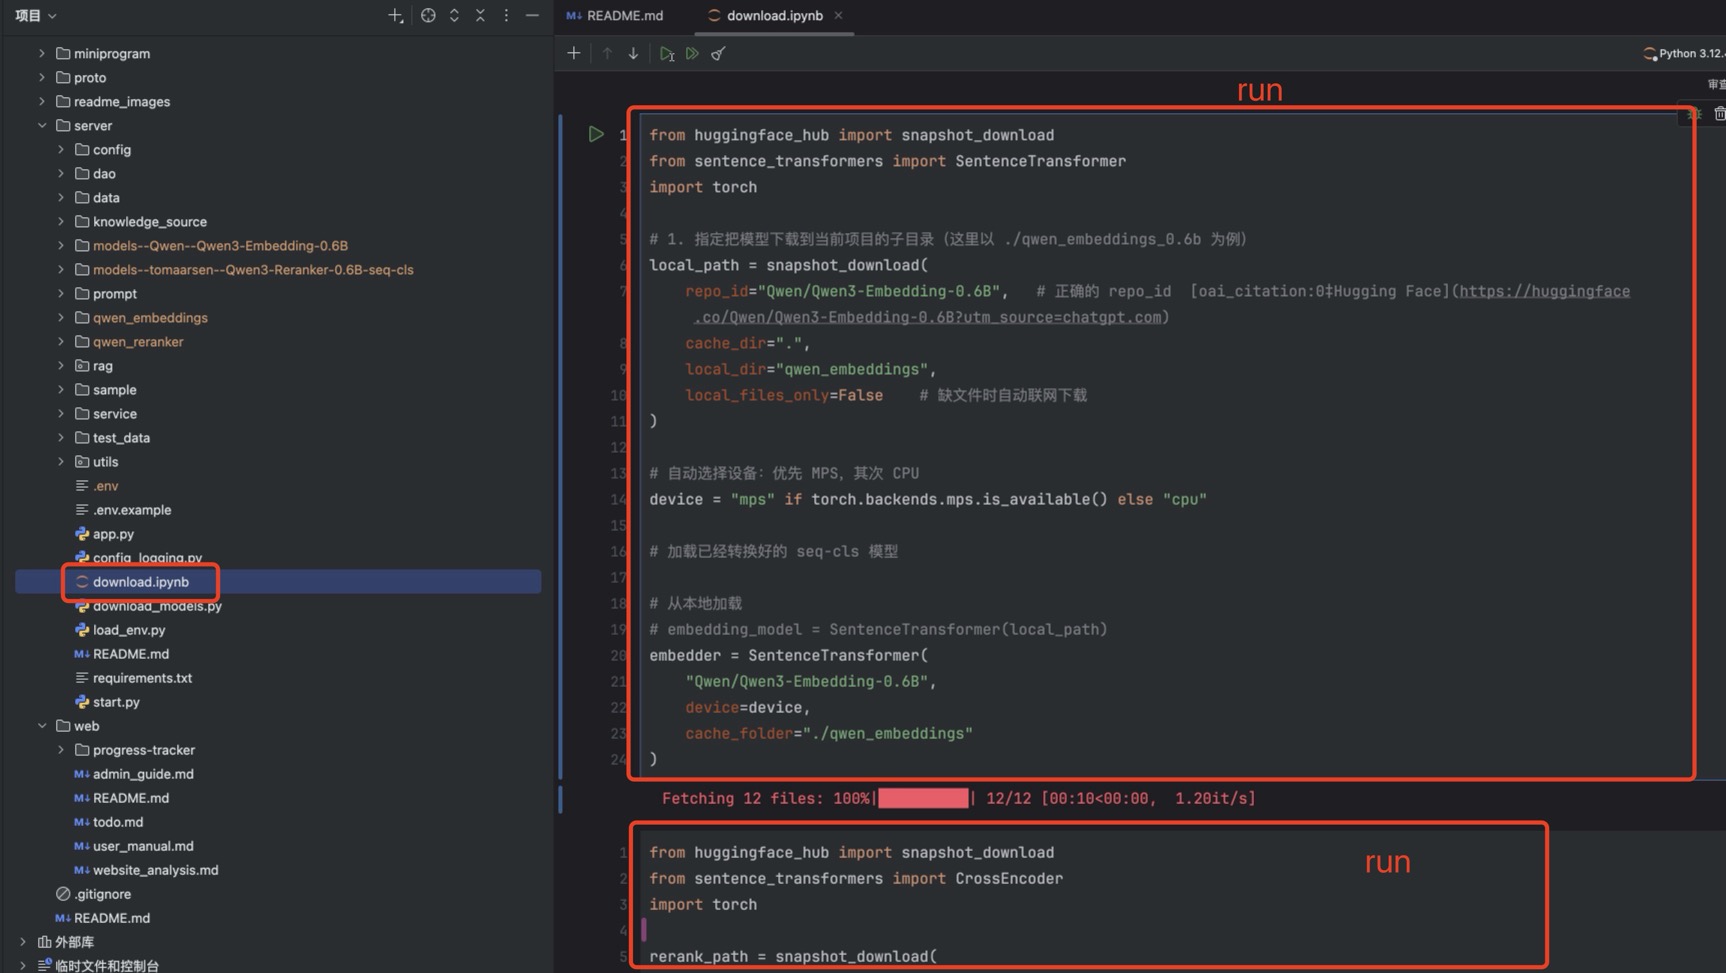 项目
miniprogram
proto
readme_images
server
config
dao
data
knowledge_source
models--Qwen--Qwen3-Embedding-0.6B
models--tomaarsen--Qwen3-Reranker-0.6B-seq-cls
prompt
qwen_embeddings
qwen_reranker
rag
sample
service
test_data
utils
.env
.env.example
app.py
config_logging.py
download.ipynb
download_models.py
load_env.py
README.md
requirements.txt
start.py
web
progress-tracker
admin_guide.md
README.md
todo.md
user_manual.md
website_analysis.md
.gitignore
README.md
外部库
临时文件和控制台
README.md
download.ipynb
Python 3.12.
run
1 from huggingface_hub import snapshot_download
2 from sentence_transformers import SentenceTransformer
3 import torch
4
5 # 1. 指定把模型下载到当前项目的子目录（这里以 ./qwen_embeddings_0.6b 为例）
6 local_path = snapshot_download(
7 repo_id="Qwen/Qwen3-Embedding-0.6B", # 正确的 repo_id [oai_citation:0‡Hugging Face](https://huggingface
.co/Qwen/Qwen3-Embedding-0.6B?utm_source=chatgpt.com)
8 cache_dir=".",
9 local_dir="qwen_embeddings",
10 local_files_only=False # 缺文件时自动联网下载
11 )
12
13 # 自动选择设备：优先 MPS，其次 CPU
14 device = "mps" if torch.backends.mps.is_available() else "cpu"
15
16 # 加载已经转换好的 seq-cls 模型
17
18 # 从本地加载
19 # embedding_model = SentenceTransformer(local_path)
20 embedder = SentenceTransformer(
21 "Qwen/Qwen3-Embedding-0.6B",
22 device=device,
23 cache_folder="./qwen_embeddings"
24 )
Fetching 12 files: 100%| | 12/12 [00:10<00:00, 1.20it/s]
1 from huggingface_hub import snapshot_download
run
2 from sentence_transformers import CrossEncoder
3 import torch
4
5 rerank_path = snapshot_download(